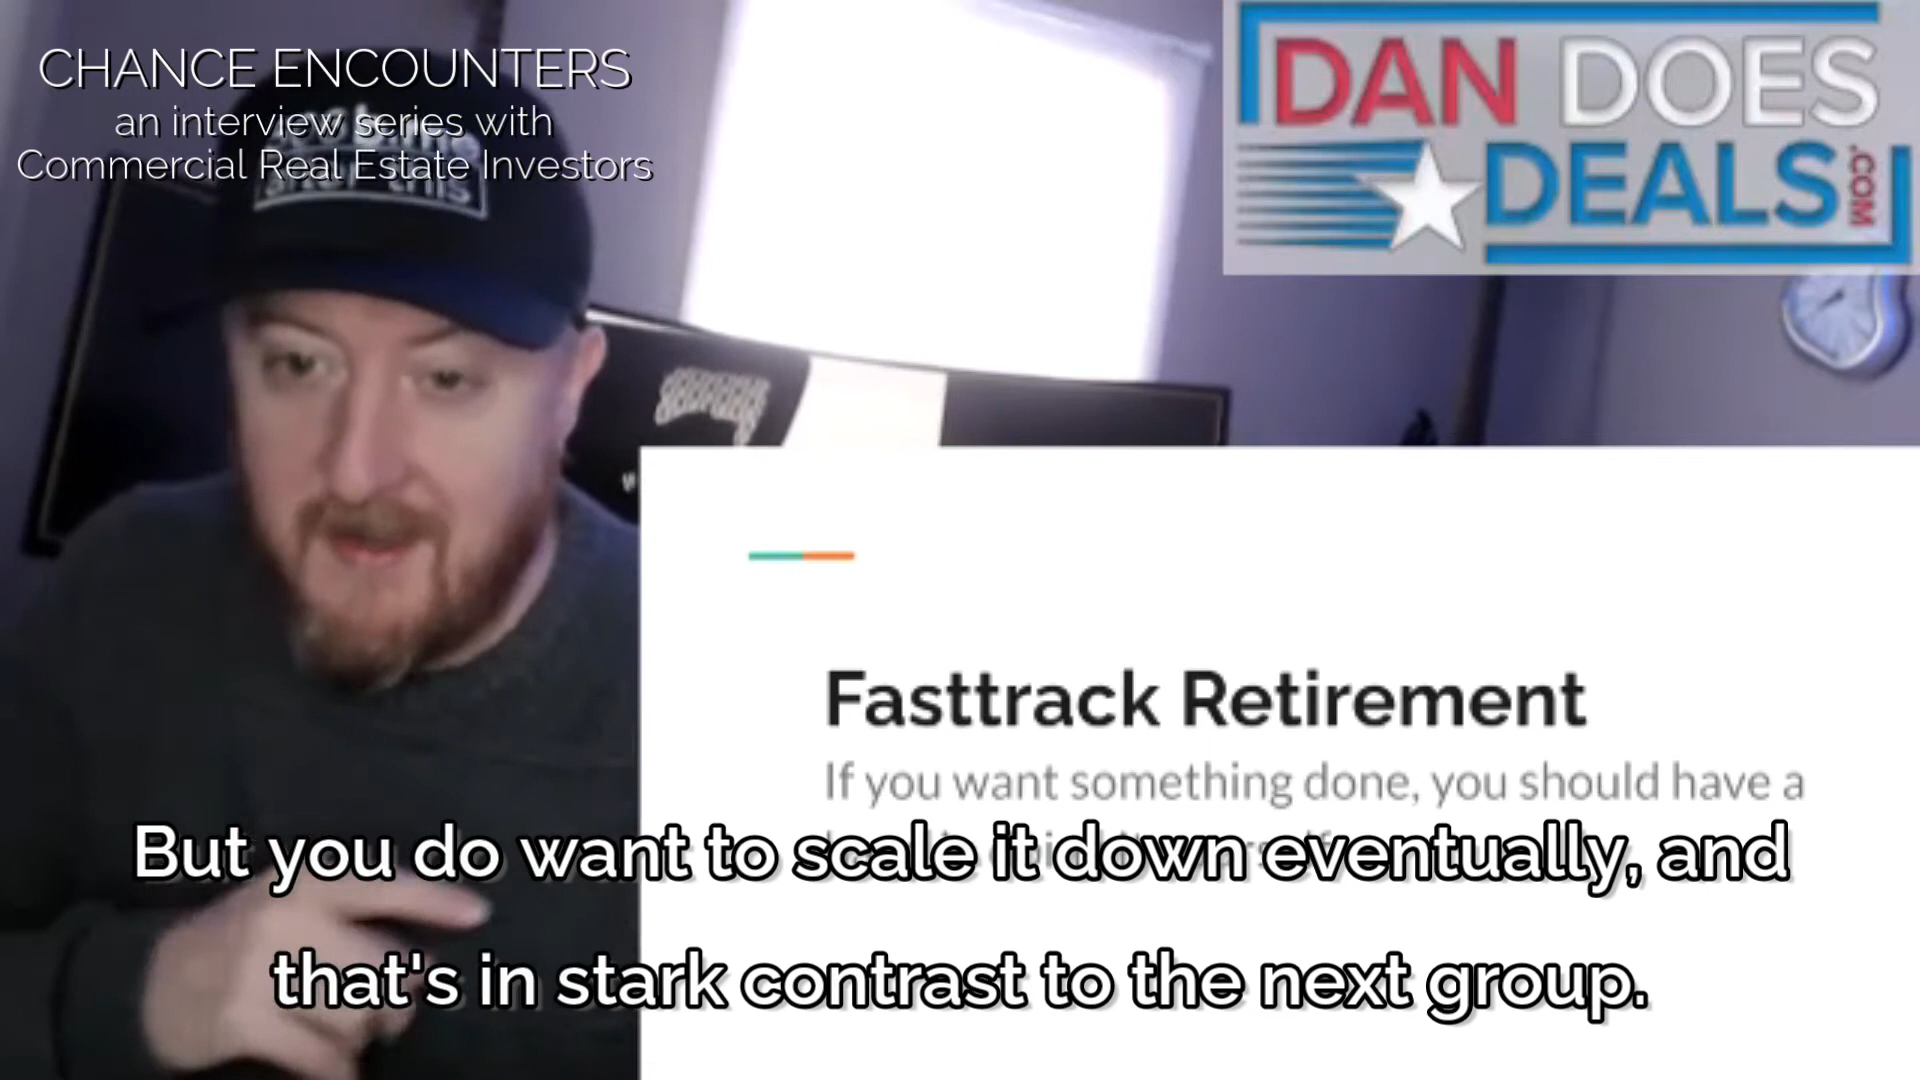 CHANCE ENCOUNTERS
an interview series with
Commercial Real Estate Investors
after this
DAN DOES
DEALS
.COM
Fasttrack Retirement
If you want something done, you should have a
But you do want to scale it down eventually, and
that's in stark contrast to the next group.